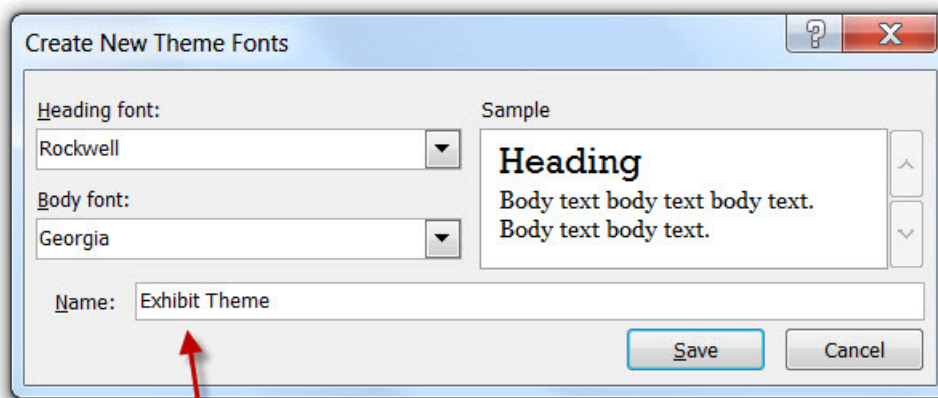 Create New Theme Fonts
Heading font:
Rockwell
Body font:
Georgia
Sample
Heading
Body text body text body text.
Body text body text.
Name:
Exhibit Theme
Save
Cancel